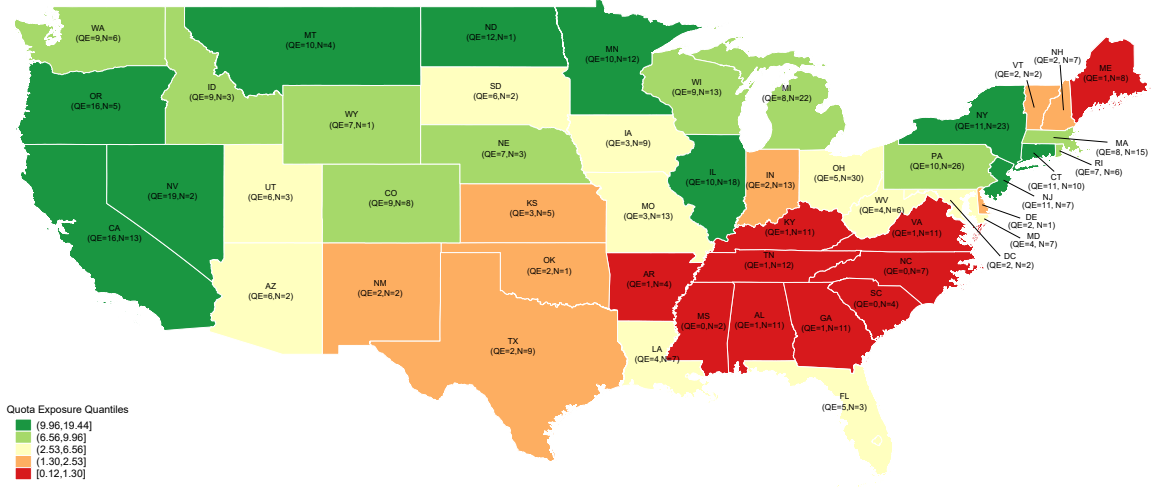 WA
(QE=9,N=6)
MT
(QE=10,N=4)
ND
(QE=12,N=1)
MN
(QE=10,N=12)
OR
(QE=16,N=5)
ID
(QE=9,N=3)
WY
(QE=7,N=1)
SD
(QE=6,N=2)
WI
(QE=9,N=13)
MI
(QE=8,N=22)
VT
(QE=2, N=2)
NH
(QE=2, N=7)
ME
(QE=1,N=8)
NY
(QE=11,N=23)
MA
(QE=8, N=15)
RI
(QE=7, N=6)
CT
(QE=11, N=10)
NJ
(QE=11, N=7)
DE
(QE=2, N=1)
MD
(QE=4, N=7)
DC
(QE=2, N=2)
NV
(QE=19,N=2)
UT
(QE=6,N=3)
CO
(QE=9,N=8)
NE
(QE=7,N=3)
IA
(QE=3,N=9)
IL
(QE=10,N=18)
IN
(QE=2,N=13)
OH
(QE=5,N=30)
PA
(QE=10,N=26)
WV
(QE=4,N=6)
CA
(QE=16,N=13)
KS
(QE=3,N=5)
MO
(QE=3,N=13)
KY
(QE=1,N=11)
VA
(QE=1,N=11)
AZ
(QE=6,N=2)
NM
(QE=2,N=2)
OK
(QE=2,N=1)
AR
(QE=1,N=4)
TN
(QE=1,N=12)
NC
(QE=0,N=7)
SC
(QE=0,N=4)
TX
(QE=2,N=9)
LA
(QE=4,N=7)
MS
(QE=0,N=2)
AL
(QE=1,N=11)
GA
(QE=1,N=11)
FL
(QE=5,N=3)
Quota Exposure Quantiles
(9.96,19.44]
(6.56,9.96]
(2.53,6.56]
(1.30,2.53]
[0.12,1.30]